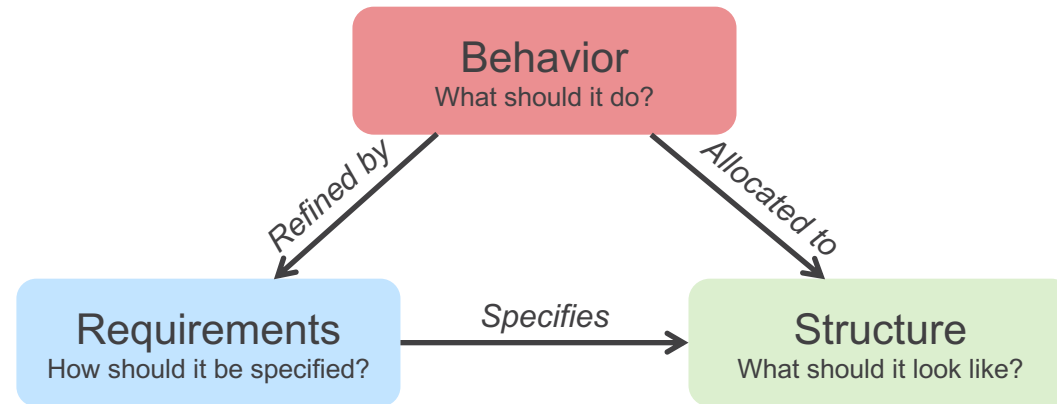 Behavior
What should it do?
Refined by
Allocated to
Requirements
How should it be specified?
Specifies
Structure
What should it look like?